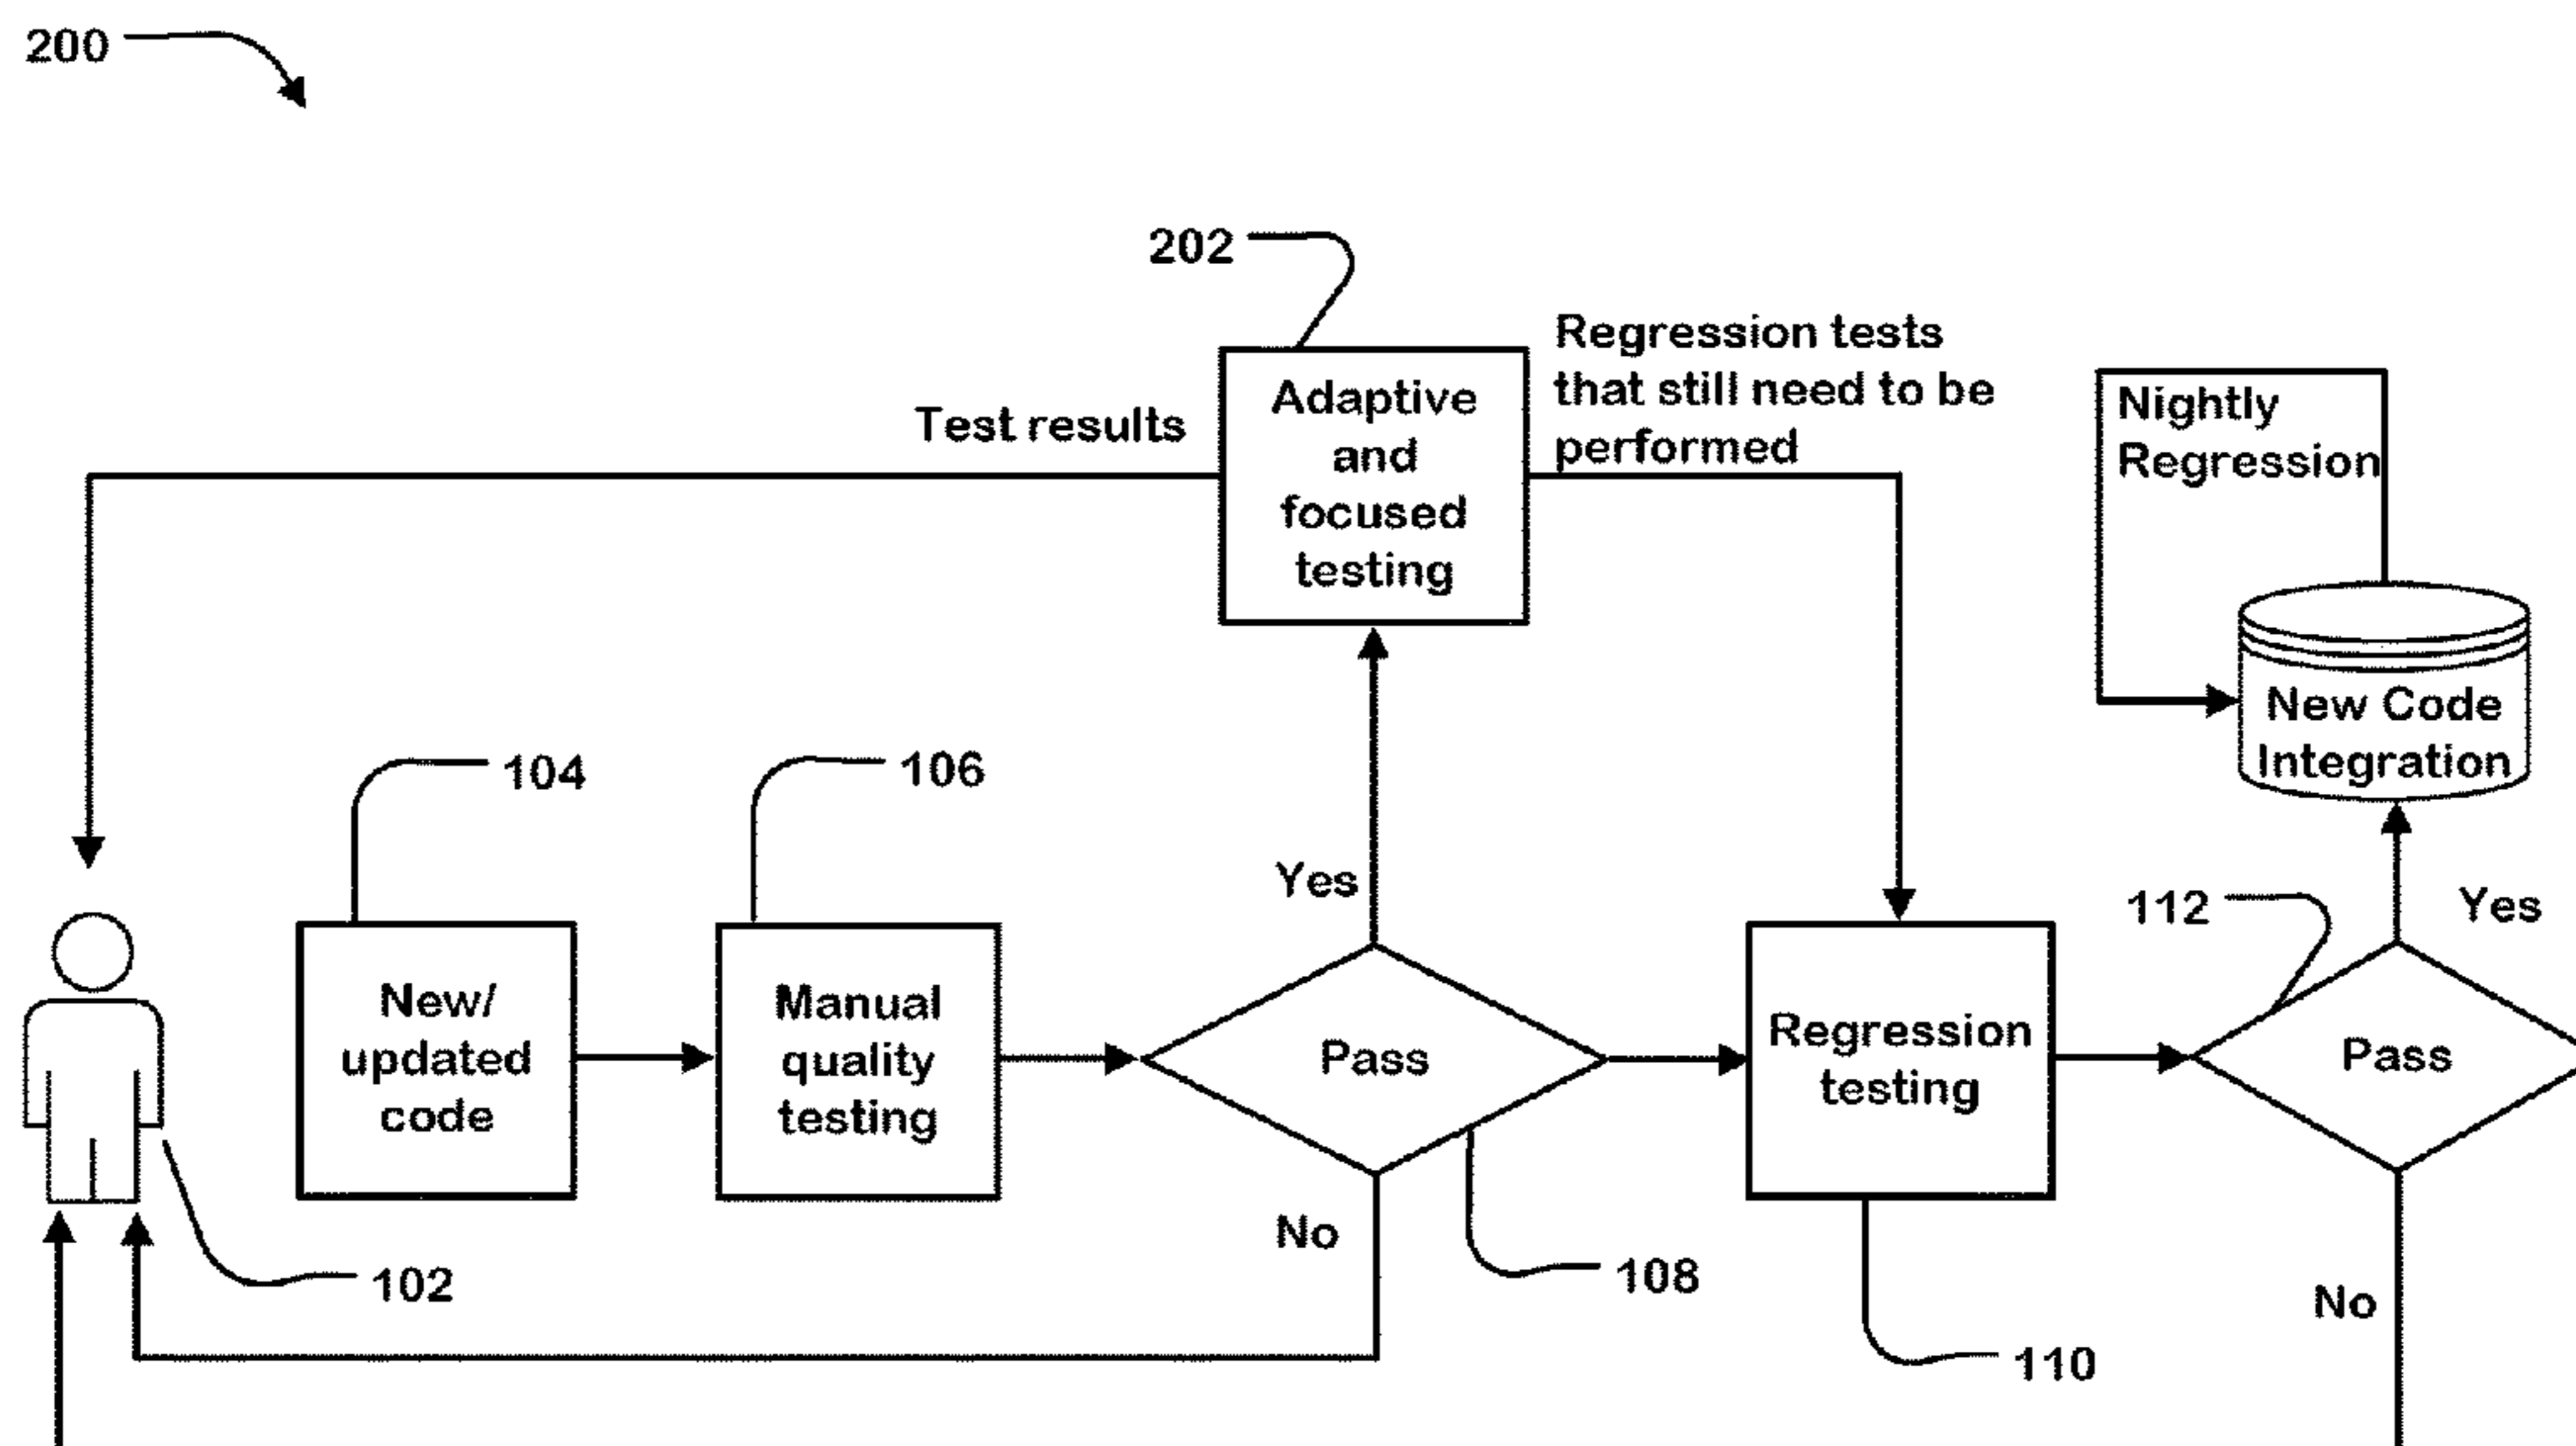 200
202
Regression tests
that still need to be
performed
Test results
Adaptive
and
focused
testing
Nightly
Regression
New Code
Integration
104
106
Yes
112
Yes
New/
updated
code
Manual
quality
testing
Pass
Regression
testing
Pass
No
102
108
No
110